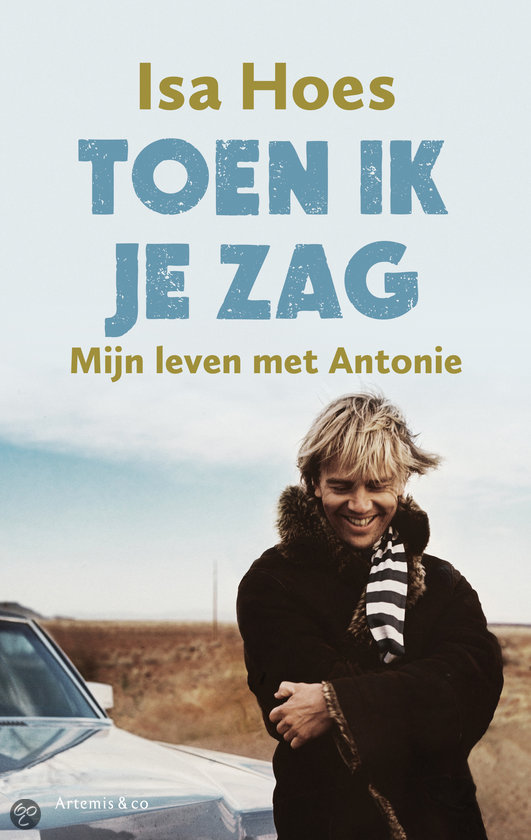 Isa Hoes
TOEN IK
JE ZAG
Mijn leven met Antonie
Artemis & co